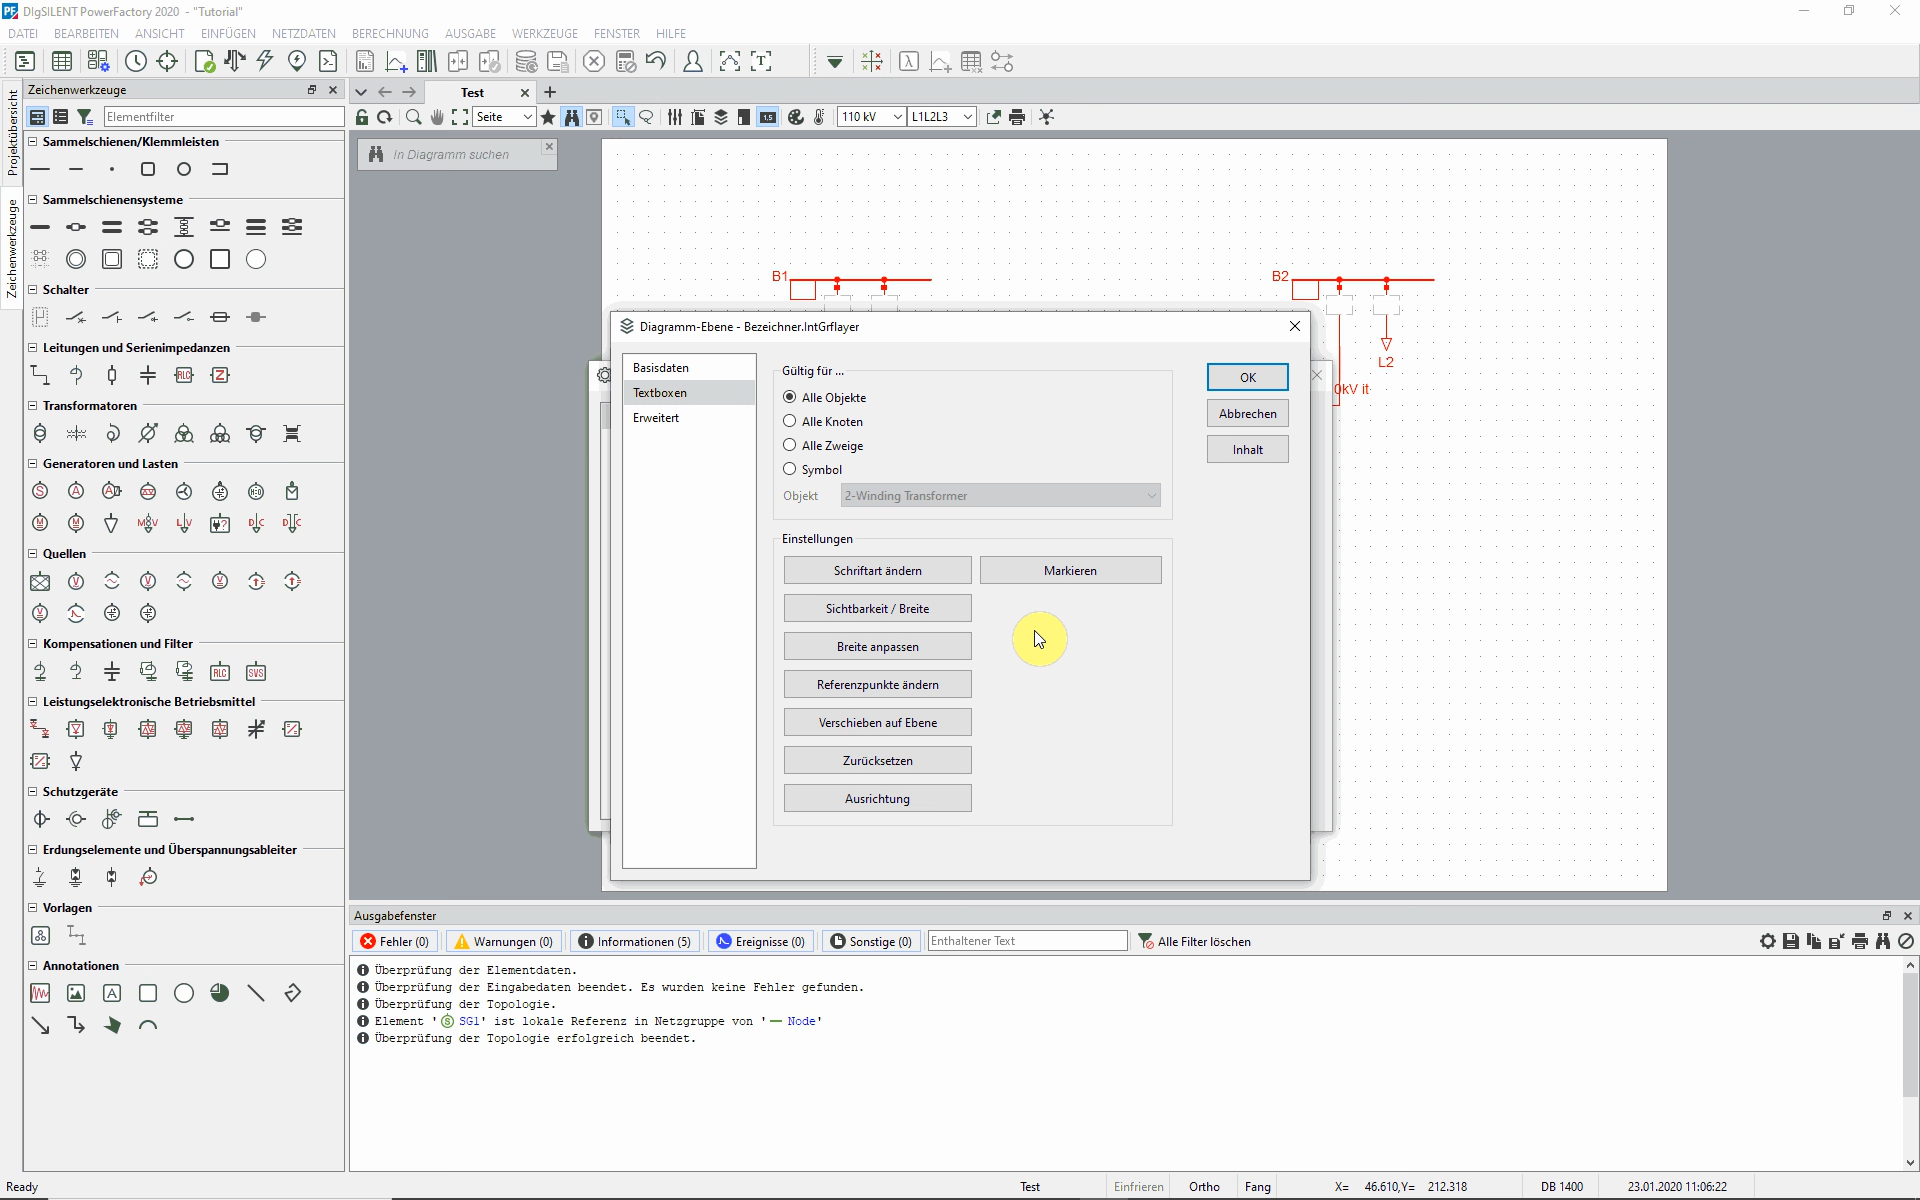 DIgSILENT PowerFactory 2020 - "Tutorial"
DATEI BEARBEITEN ANSICHT EINFÜGEN NETZDATEN BERECHNUNG AUSGABE WERKZEUGE FENSTER HILFE
Zeichenwerkzeuge
Test
Elementfilter
Seite
1.5
110 kV
L1L2L3
Projektübersicht
Zeichenwerkzeuge
Sammelschienen/Klemmleisten
Sammelschienensysteme
Schalter
Leitungen und Serienimpedanzen
Transformatoren
Generatoren und Lasten
Quellen
Kompensationen und Filter
Leistungselektronische Betriebsmittel
Schutzgeräte
Erdungselemente und Überspannungsableiter
Vorlagen
Annotationen
In Diagramm suchen
B1
B2
L2
0kV it
Diagramm-Ebene - Bezeichner.IntGrflayer
Basisdaten
Textboxen
Erweitert
Gültig für ...
Alle Objekte
Alle Knoten
Alle Zweige
Symbol
Objekt 2-Winding Transformer
OK
Abbrechen
Inhalt
Einstellungen
Schriftart ändern
Markieren
Sichtbarkeit / Breite
Breite anpassen
Referenzpunkte ändern
Verschieben auf Ebene
Zurücksetzen
Ausrichtung
Ausgabefenster
Fehler (0) Warnungen (0) Informationen (5) Ereignisse (0) Sonstige (0) Enthaltener Text Alle Filter löschen
Überprüfung der Elementdaten.
Überprüfung der Eingabedaten beendet. Es wurden keine Fehler gefunden.
Überprüfung der Topologie.
Element ' SG1' ist lokale Referenz in Netzgruppe von ' Node'
Überprüfung der Topologie erfolgreich beendet.
Ready
Test
Einfrieren
Ortho
Fang
X= 46.610,Y= 212.318
DB 1400
23.01.2020 11:06:22